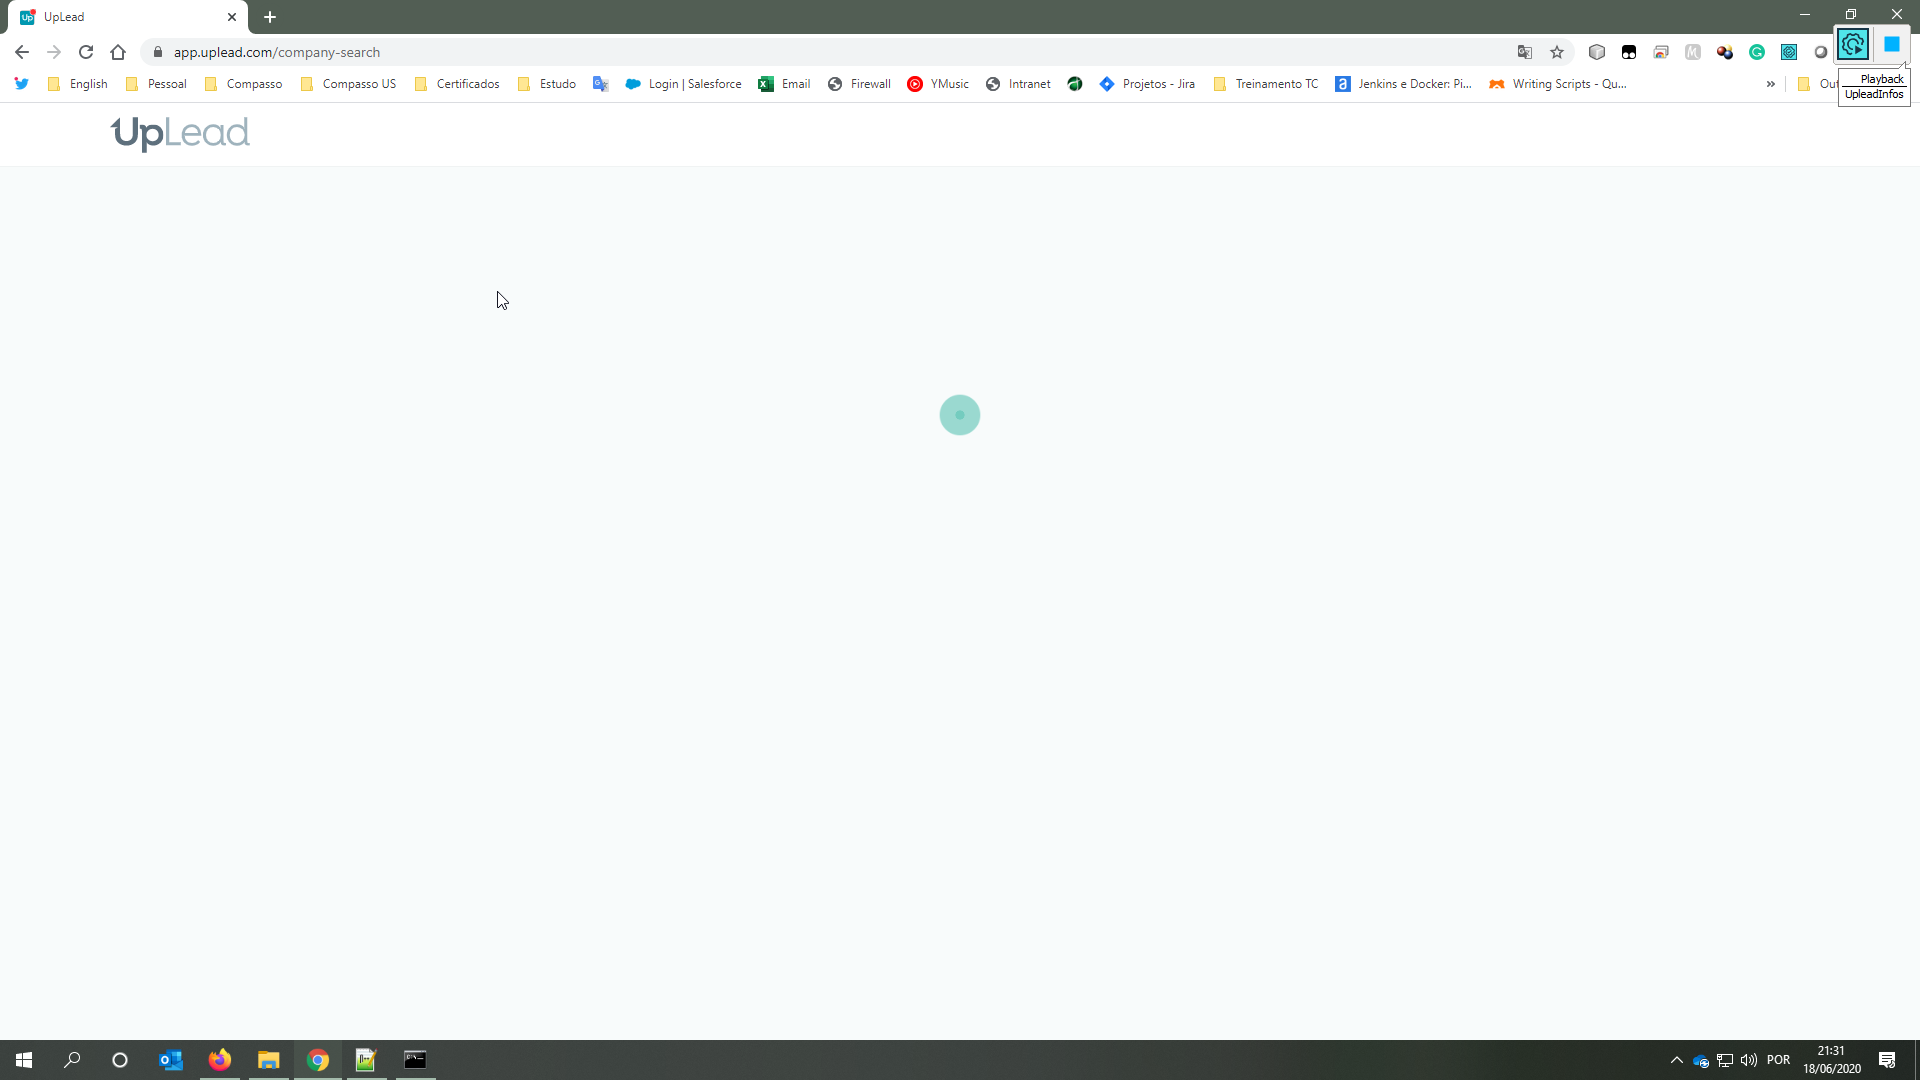 UpLead
app.uplead.com/company-search
English
Pessoal
Compasso
Compasso US
Certificados
Estudo
Login | Salesforce
Email
Firewall
YMusic
Intranet
Projetos - Jira
Treinamento TC
Jenkins e Docker: Pi...
Writing Scripts - Qu...
»
Out
Playback
UpleadInfos
UpLead
POR
21:31
18/06/2020